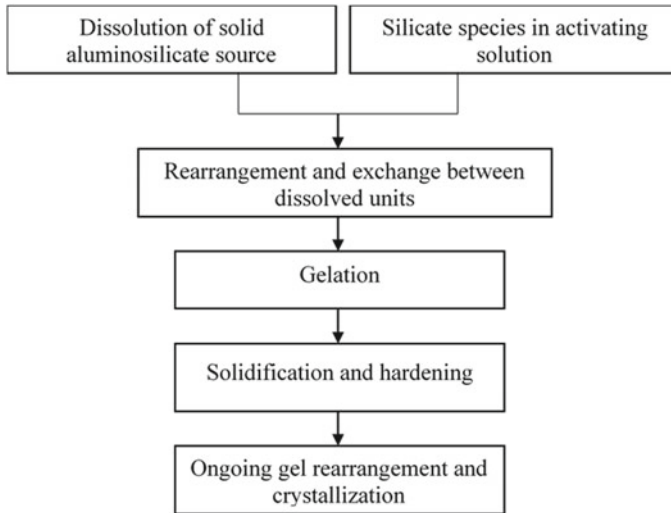 Dissolution of solid
aluminosilicate source
Silicate species in activating
solution
Rearrangement and exchange between
dissolved units
Gelation
Solidification and hardening
Ongoing gel rearrangement and
crystallization